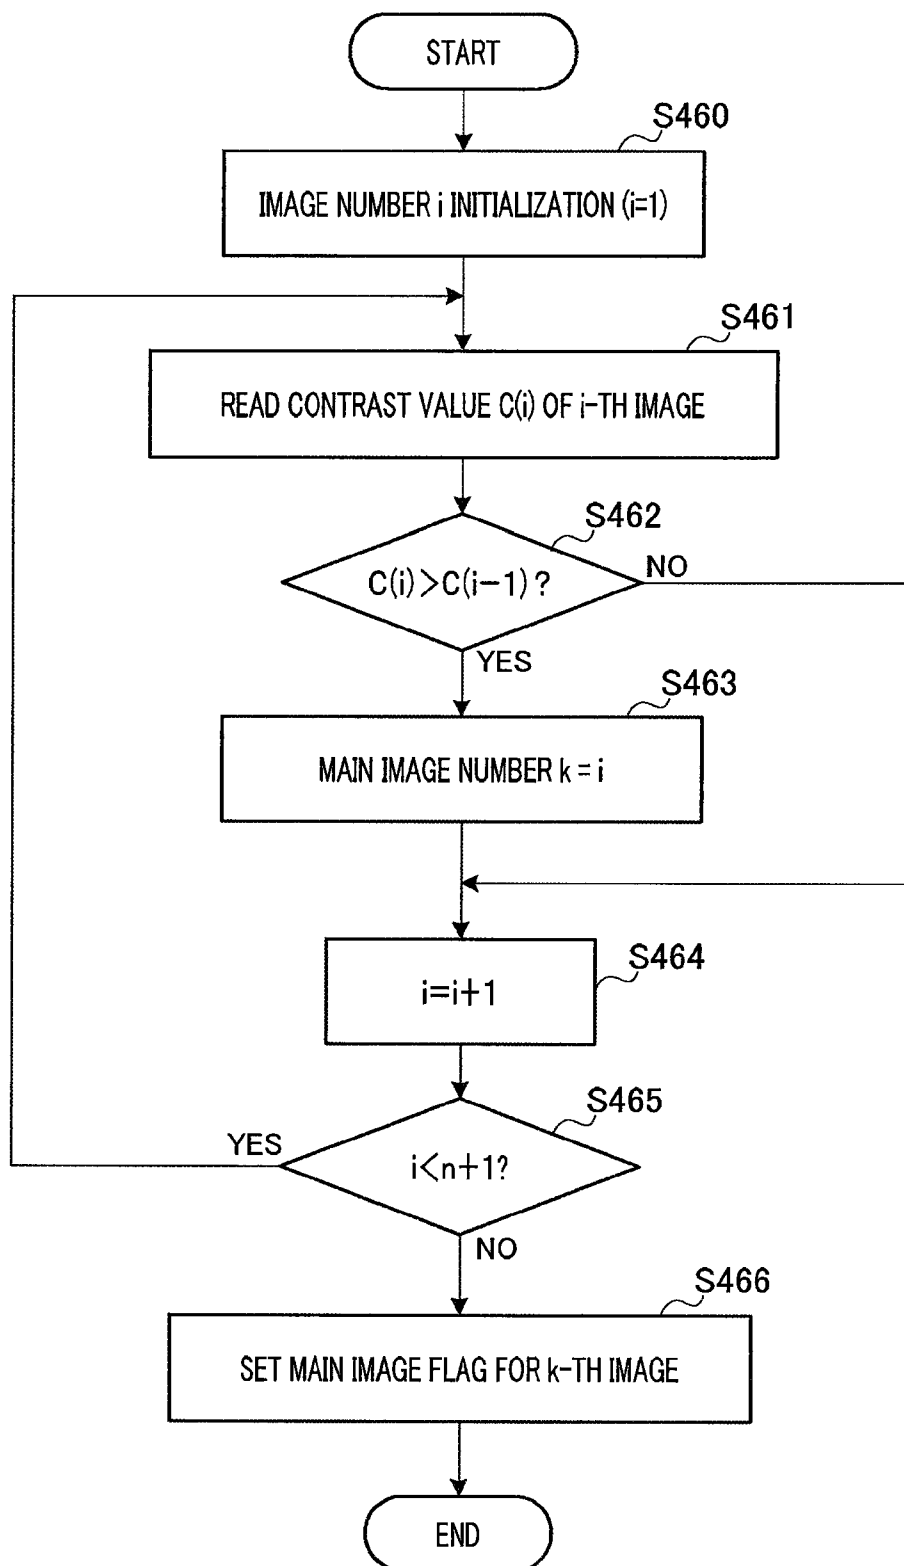 START
S460
IMAGE NUMBER i INITIALIZATION (i=1)
S461
READ CONTRAST VALUE C(i) OF i-TH IMAGE
S462
C(i)>C(i-1)?
NO
YES
S463
MAIN IMAGE NUMBER k = i
S464
i=i+1
S465
YES
i<n+1?
NO
S466
SET MAIN IMAGE FLAG FOR k-TH IMAGE
END